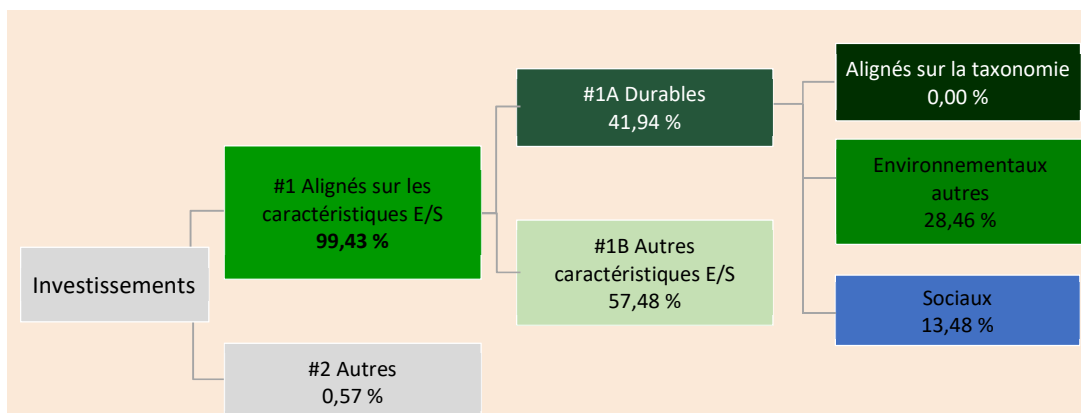 Investissements
#1 Alignés sur les
caractéristiques E/S
99,43 %
#2 Autres
0,57 %
#1A Durables
41,94 %
#1B Autres
caractéristiques E/S
57,48 %
Alignés sur la taxonomie
0,00 %
Environnementaux
autres
28,46 %
Sociaux
13,48 %